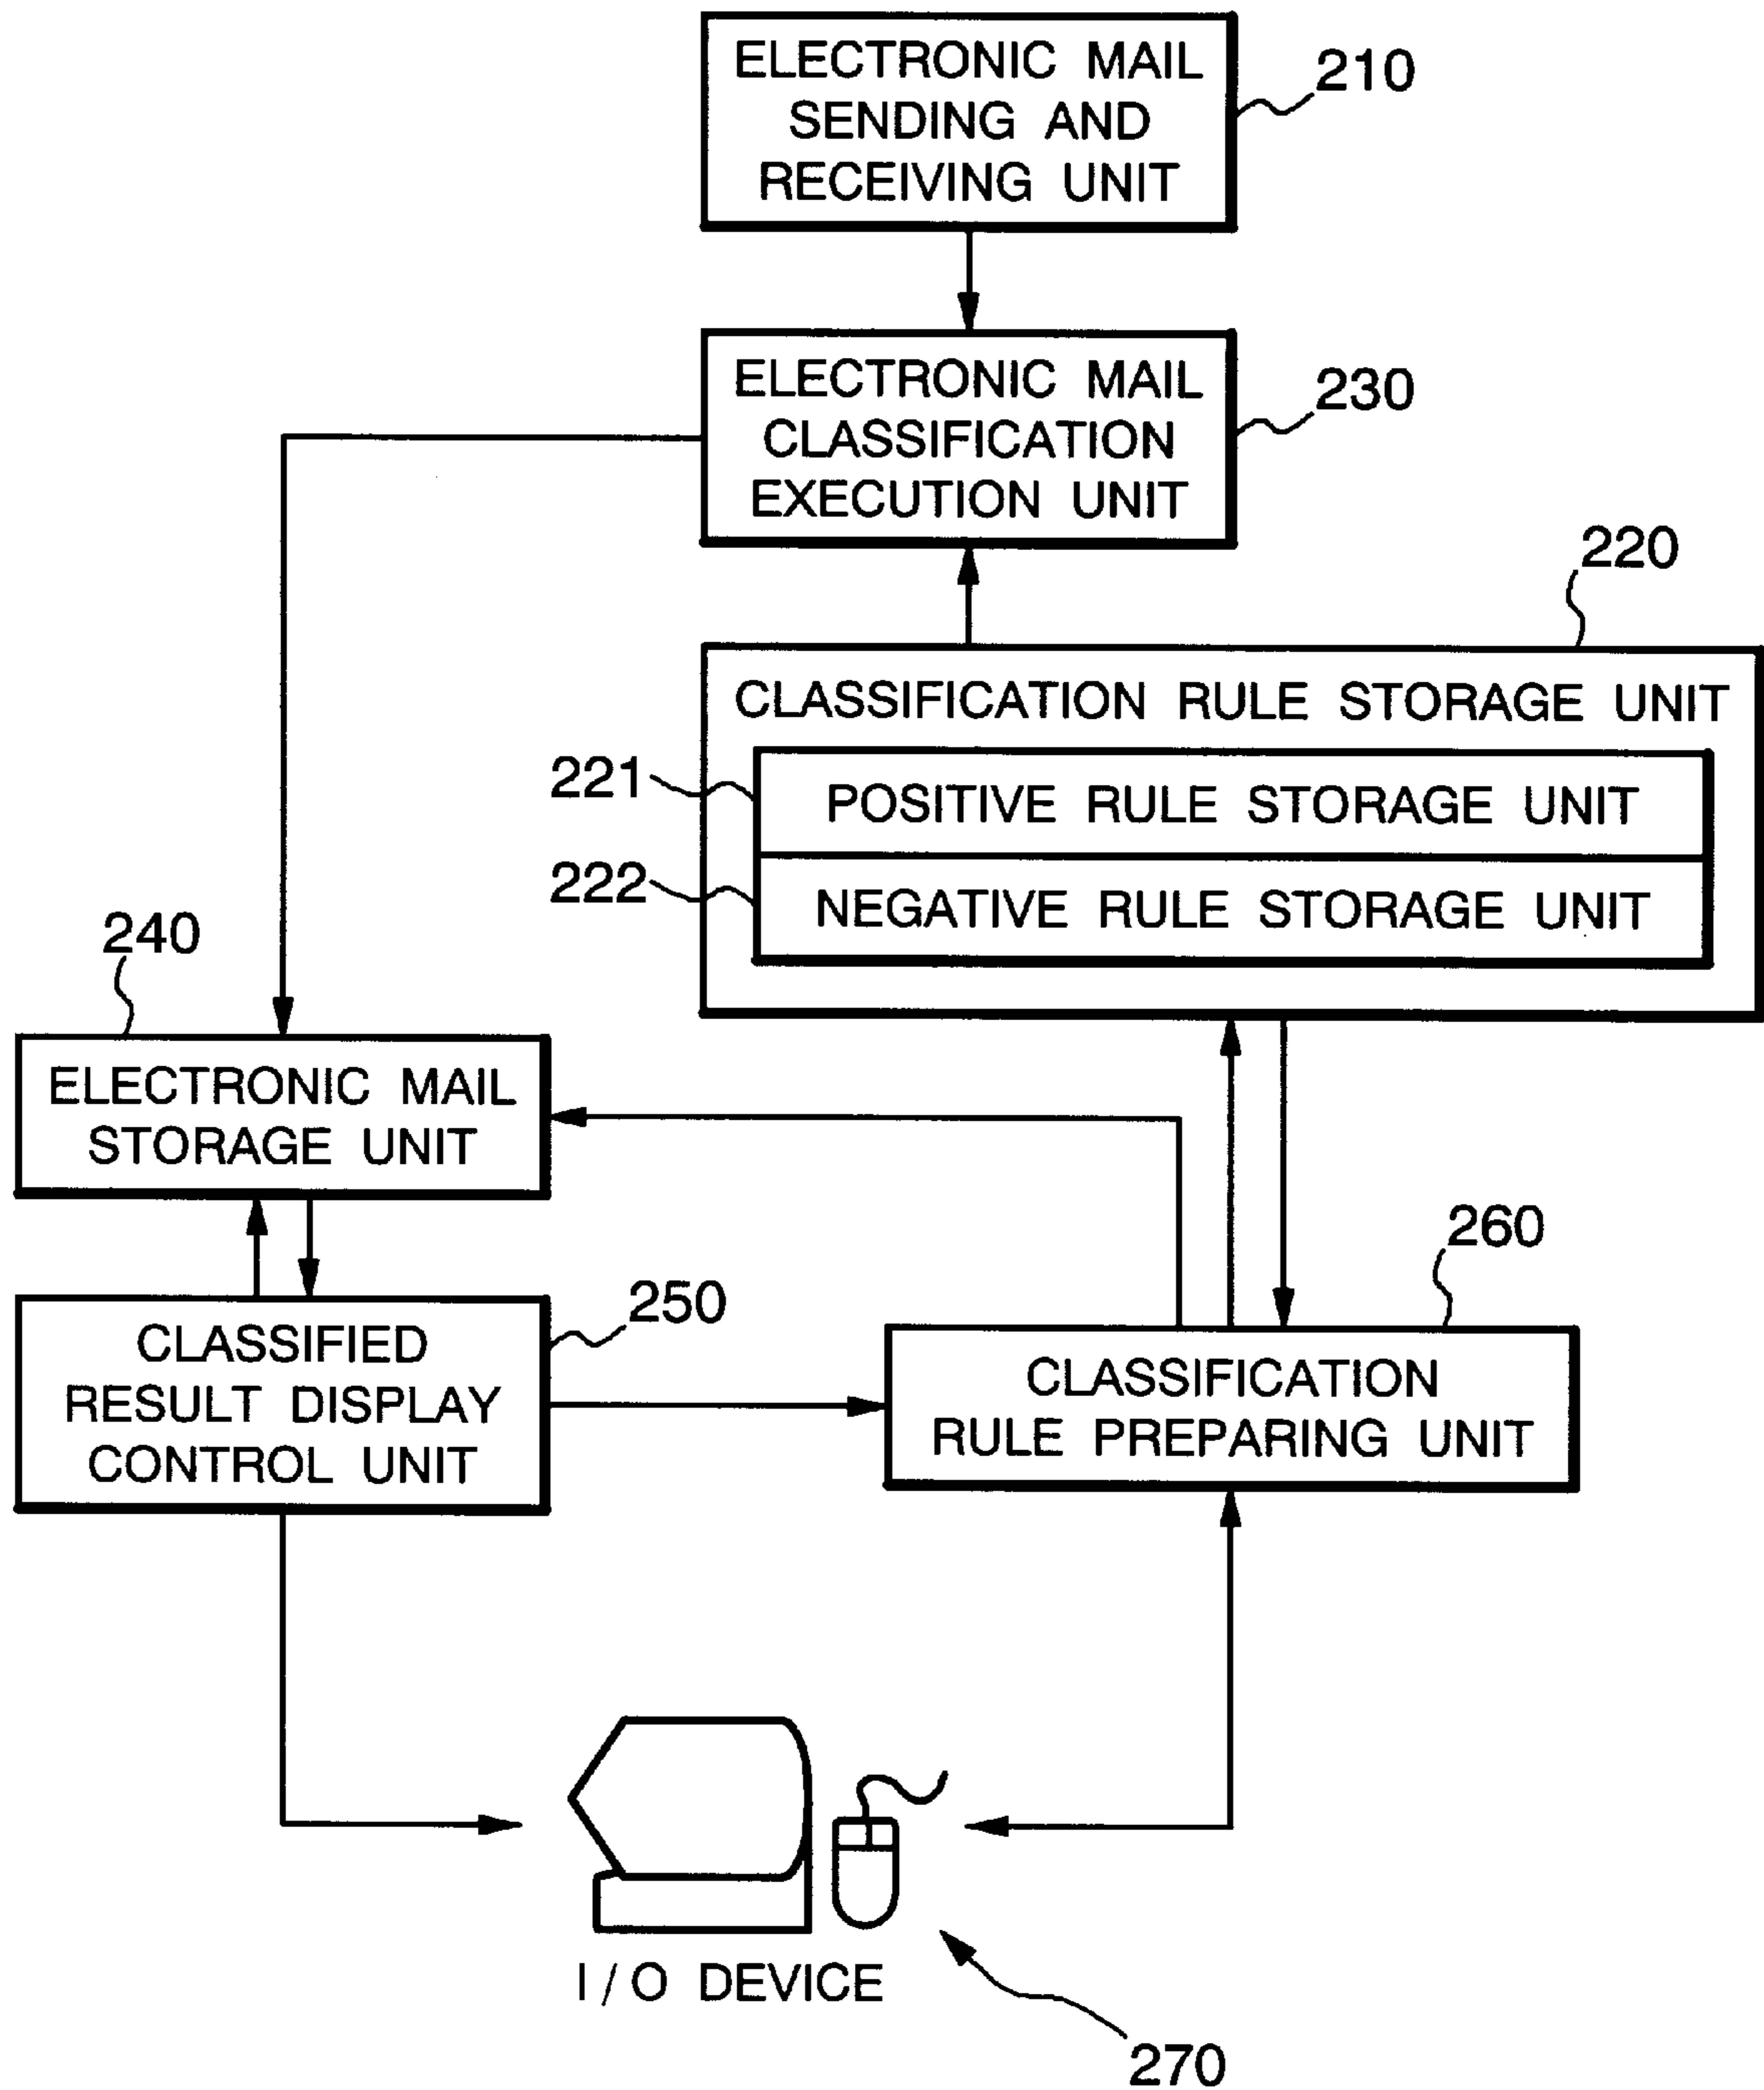 ELECTRONIC MAIL
SENDING AND
RECEIVING UNIT
210
ELECTRONIC MAIL
CLASSIFICATION
EXECUTION UNIT
230
220
CLASSIFICATION RULE STORAGE UNIT
221
POSITIVE RULE STORAGE UNIT
222
NEGATIVE RULE STORAGE UNIT
240
ELECTRONIC MAIL
STORAGE UNIT
250
CLASSIFIED
RESULT DISPLAY
CONTROL UNIT
260
CLASSIFICATION
RULE PREPARING UNIT
I/O DEVICE
270